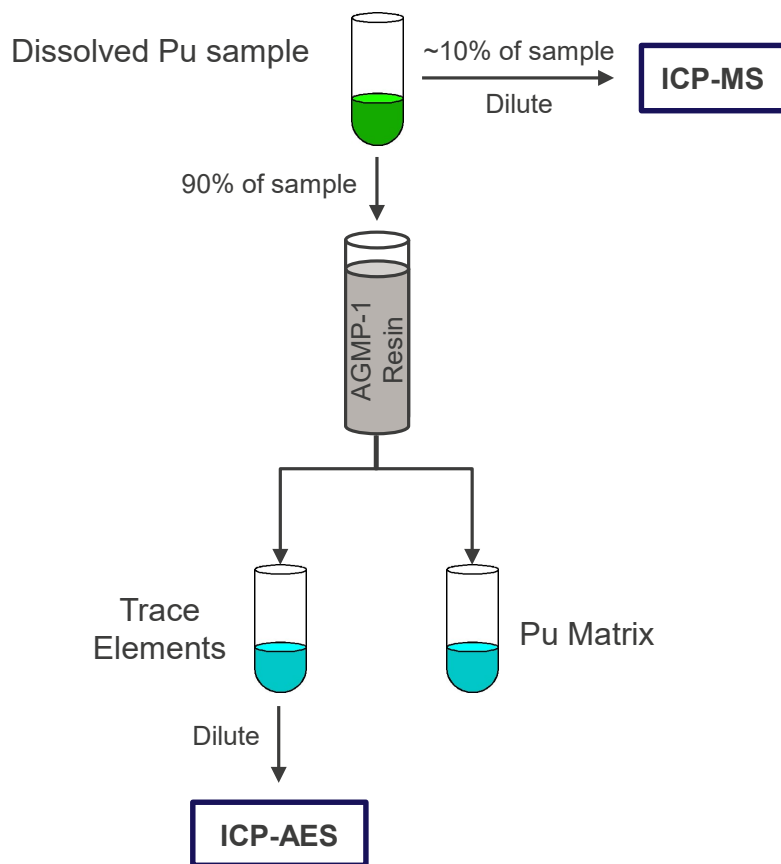 Dissolved Pu sample
~10% of sample
Dilute
ICP-MS
90% of sample
AGMP-1
Resin
Trace
Elements
Pu Matrix
Dilute
ICP-AES